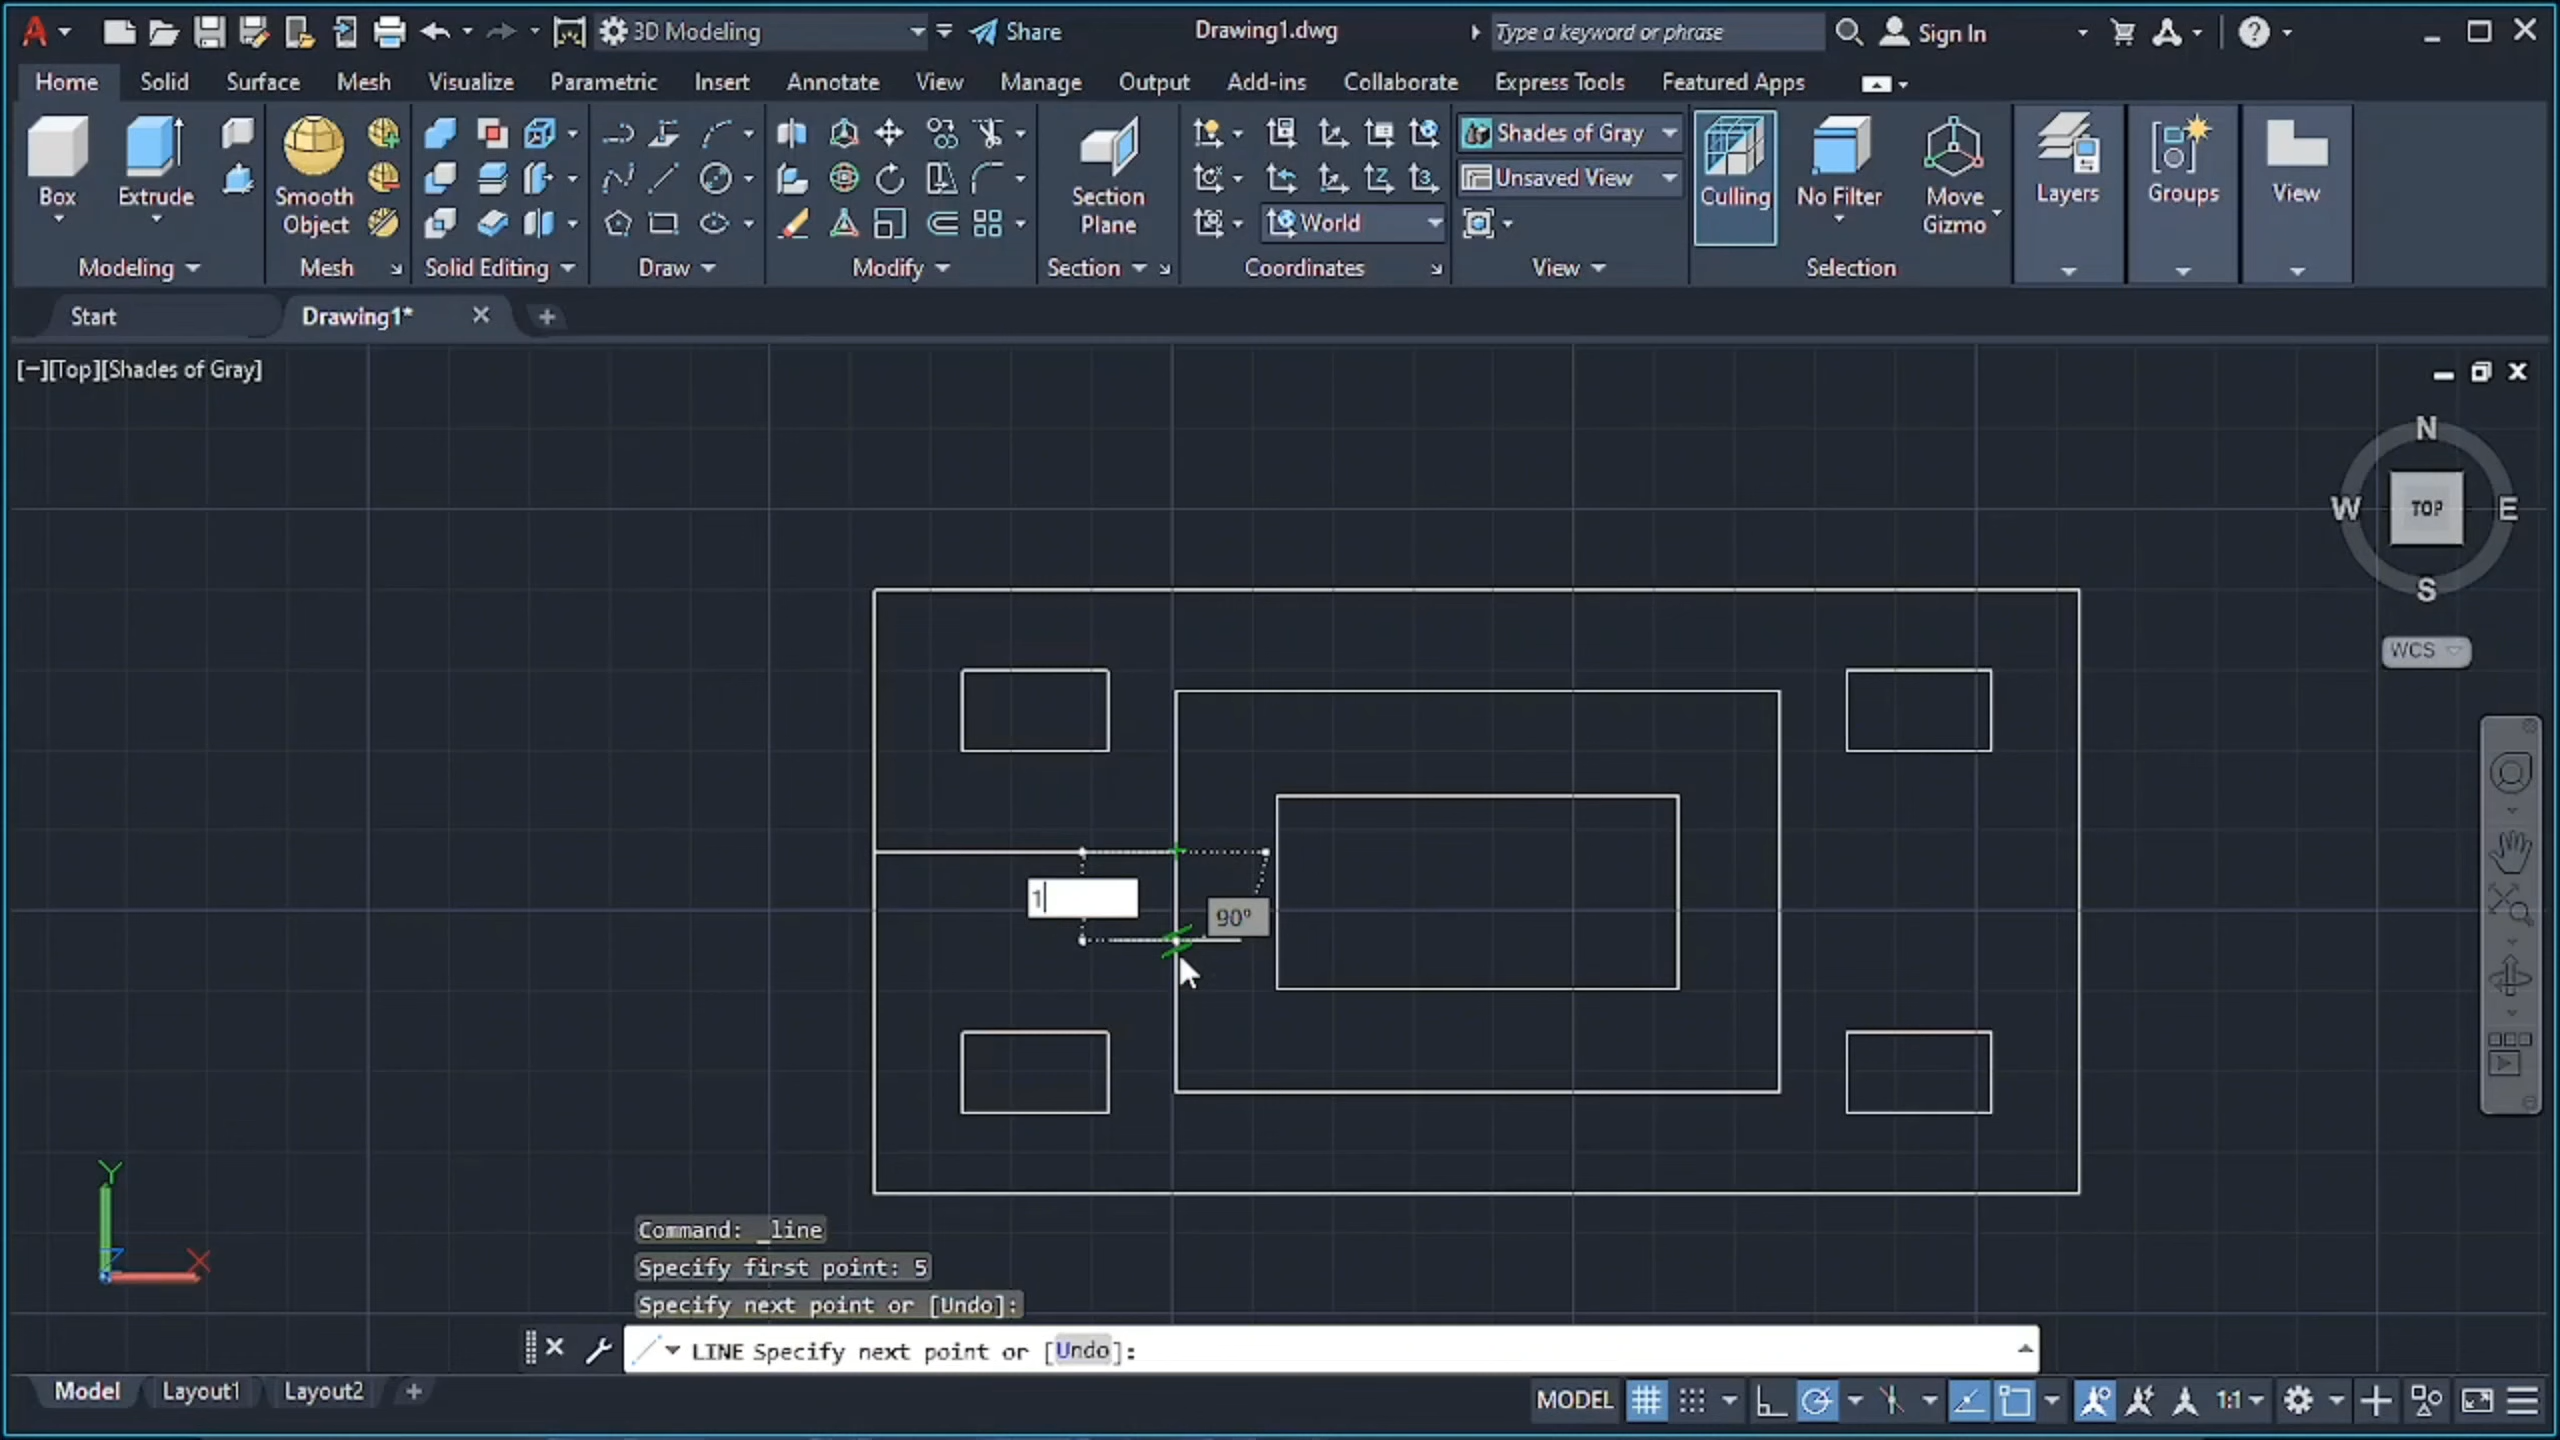 A
3D Modeling
Share
Drawing1.dwg
Type a keyword or phrase
Sign In
?
Home Solid Surface Mesh Visualize Parametric Insert Annotate View Manage Output Add-ins Collaborate Express Tools Featured Apps
Box
Extrude
Smooth
Object
Section
Plane
Shades of Gray
Unsaved View
World
Culling
No Filter
Move
Gizmo
Layers
Groups
View
Modeling
Mesh
Solid Editing
Draw
Modify
Section
Coordinates
View
Selection
Start
Drawing1*
[−][Top][Shades of Gray]
N
W
TOP
E
S
WCS
1
90°
Y
Z
X
Command: _line
Specify first point: 5
Specify next point or [Undo]:
LINE Specify next point or [Undo]:
Model Layout1 Layout2
MODEL
1:1